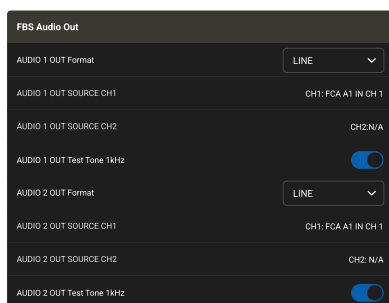 FBS Audio Out
AUDIO 1 OUT Format LINE
AUDIO 1 OUT SOURCE CH1 CH1: FCA A1 IN CH 1
AUDIO 1 OUT SOURCE CH2 CH2:N/A
AUDIO 1 OUT Test Tone 1kHz
AUDIO 2 OUT Format LINE
AUDIO 2 OUT SOURCE CH1 CH1: FCA A1 IN CH 1
AUDIO 2 OUT SOURCE CH2 CH2: N/A
AUDIO 2 OUT Test Tone 1kHz